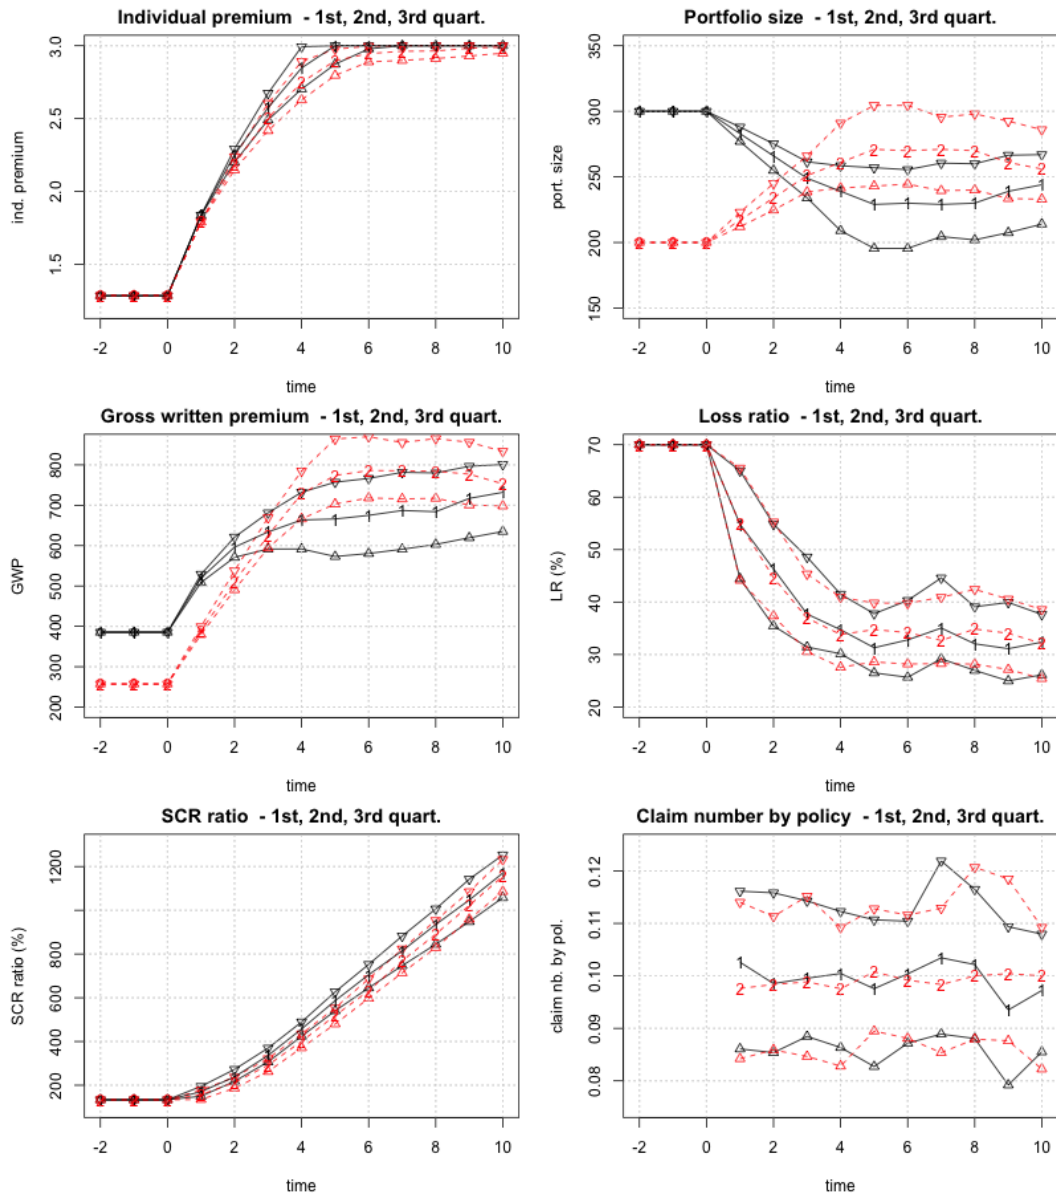 Individual premium - 1st, 2nd, 3rd quart.
ind. premium
3.0
2.5
2.0
1.5
-2 0 2 4 6 8 10
time
Portfolio size - 1st, 2nd, 3rd quart.
port. size
350
300
250
200
150
-2 0 2 4 6 8 10
time
Gross written premium - 1st, 2nd, 3rd quart.
GWP
800
700
600
500
400
300
200
-2 0 2 4 6 8 10
time
Loss ratio - 1st, 2nd, 3rd quart.
LR (%)
70
60
50
40
30
20
-2 0 2 4 6 8 10
time
SCR ratio - 1st, 2nd, 3rd quart.
SCR ratio (%)
1200
800
600
400
200
-2 0 2 4 6 8 10
time
Claim number by policy - 1st, 2nd, 3rd quart.
claim nb. by pol.
0.12
0.11
0.10
0.09
0.08
-2 0 2 4 6 8 10
time